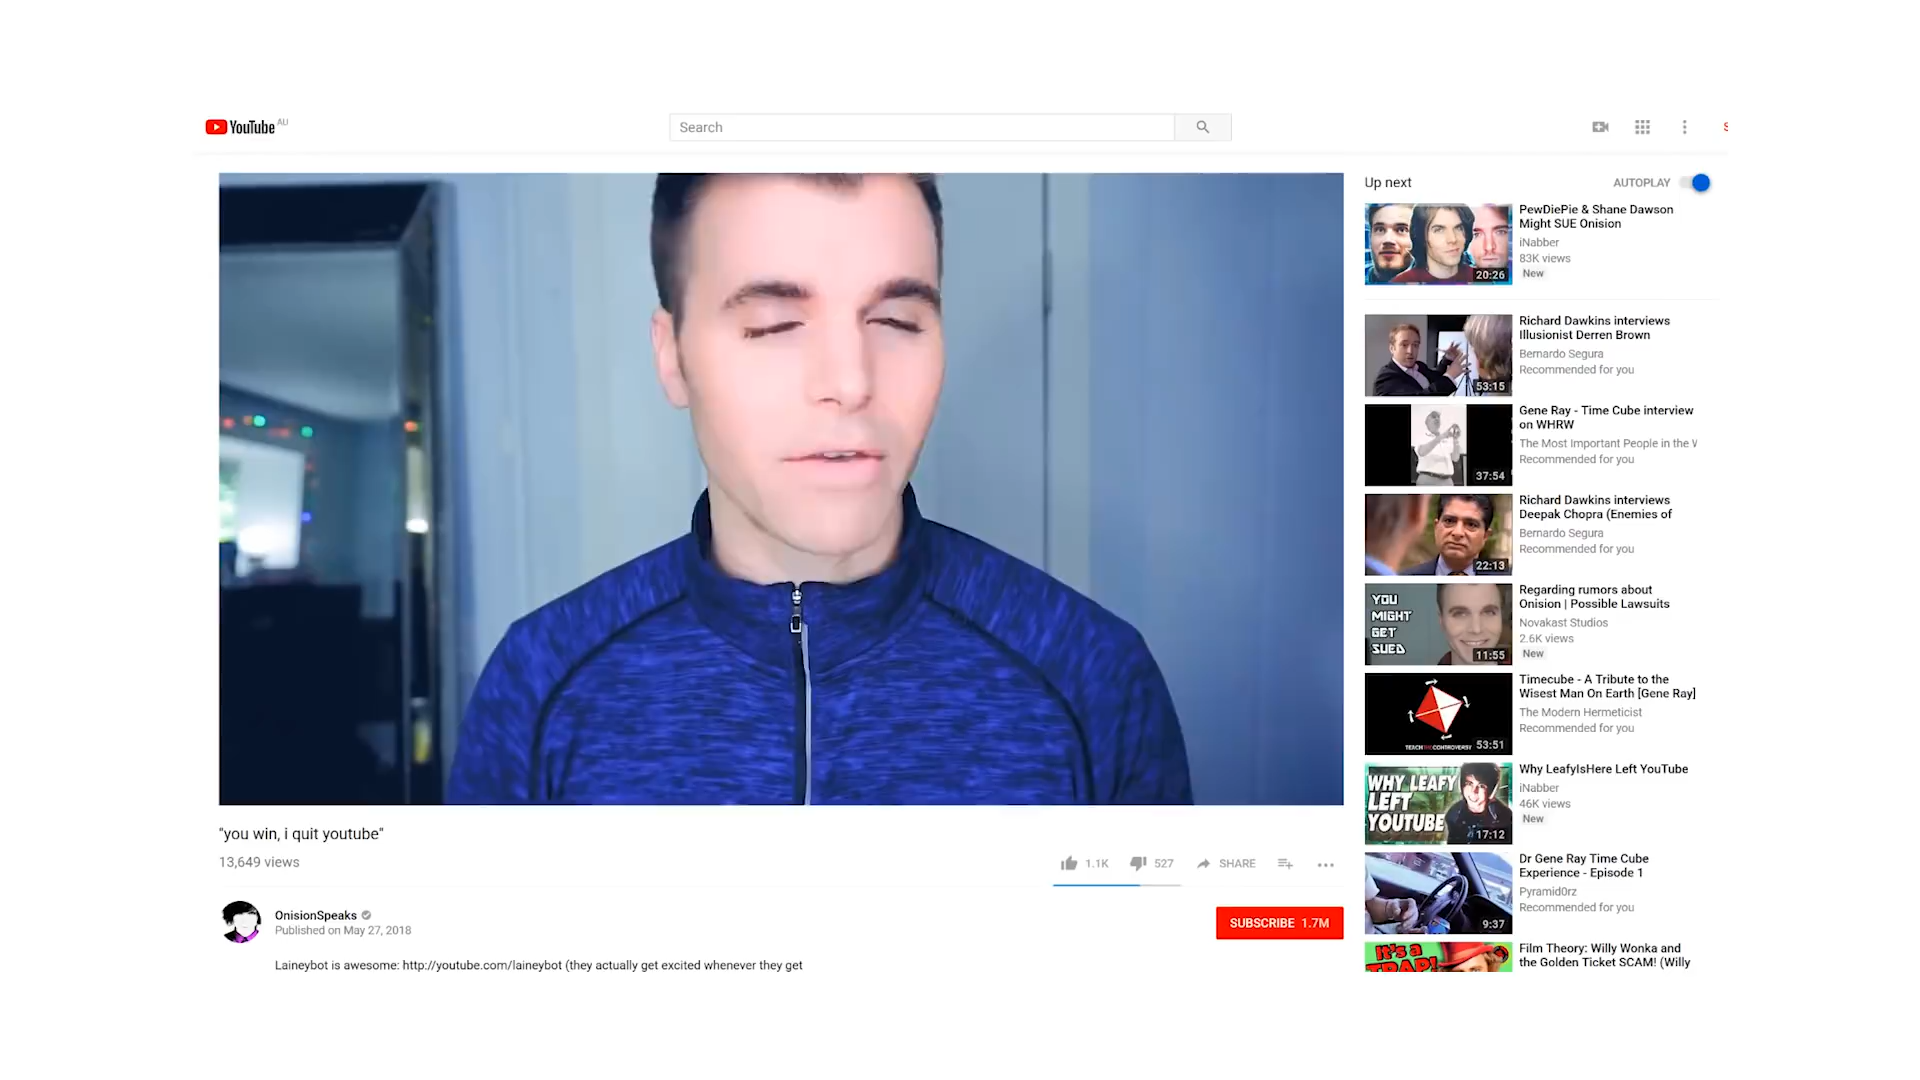 YouTube AU
Search
Up next
AUTOPLAY
20:26
PewDiePie & Shane Dawson
Might SUE Onision
iNabber
83K views
New
53:15
Richard Dawkins interviews
Illusionist Derren Brown
Bernardo Segura
Recommended for you
37:54
Gene Ray - Time Cube interview
on WHRW
The Most Important People in the
Recommended for you
22:13
Richard Dawkins interviews
Deepak Chopra (Enemies of
Bernardo Segura
Recommended for you
YOU
MIGHT
GET
SUED
11:55
Regarding rumors about
Onision | Possible Lawsuits
Novakast Studios
2.6K views
New
TEACH THE CONTROVERSY
53:51
Timecube - A Tribute to the
Wisest Man On Earth [Gene Ray]
The Modern Hermeticist
Recommended for you
WHY LEAFY
LEFT
YOUTUBE
17:12
Why LeafyIsHere Left YouTube
iNabber
46K views
New
9:37
Dr Gene Ray Time Cube
Experience - Episode 1
Pyramid0rz
Recommended for you
It's a
TRAP!
Film Theory: Willy Wonka and
the Golden Ticket SCAM! (Willy
"you win, i quit youtube"
13,649 views
1.1K
527
SHARE
OnisionSpeaks
Published on May 27, 2018
SUBSCRIBE 1.7M
Laineybot is awesome: http://youtube.com/laineybot (they actually get excited whenever they get